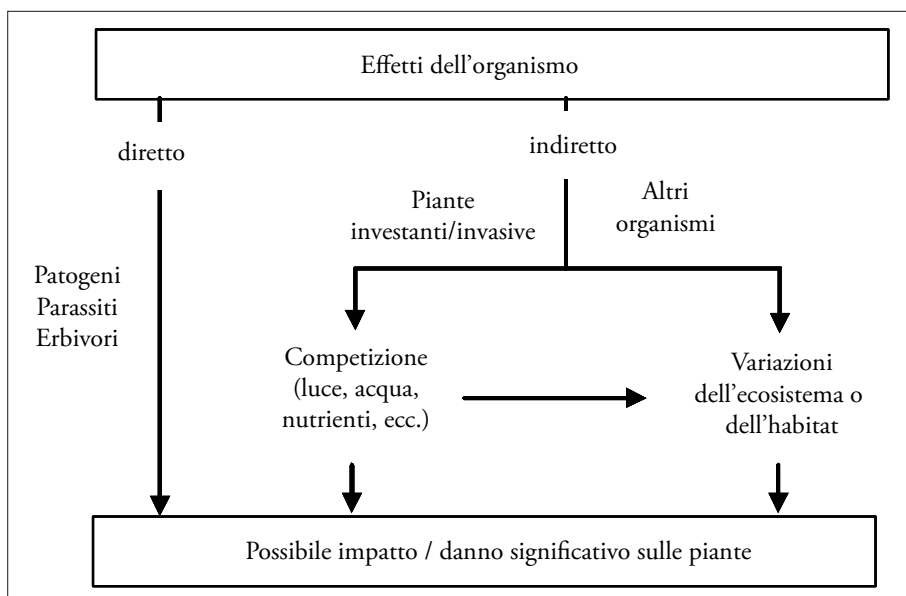 Effetti dell’organismo
diretto
indiretto
Piante
investanti/invasive
Altri
organismi
Patogeni
Parassiti
Erbivori
Competizione
(luce, acqua,
nutrienti, ecc.)
Variazioni
dell’ecosistema o
dell’habitat
Possibile impatto / danno significativo sulle piante